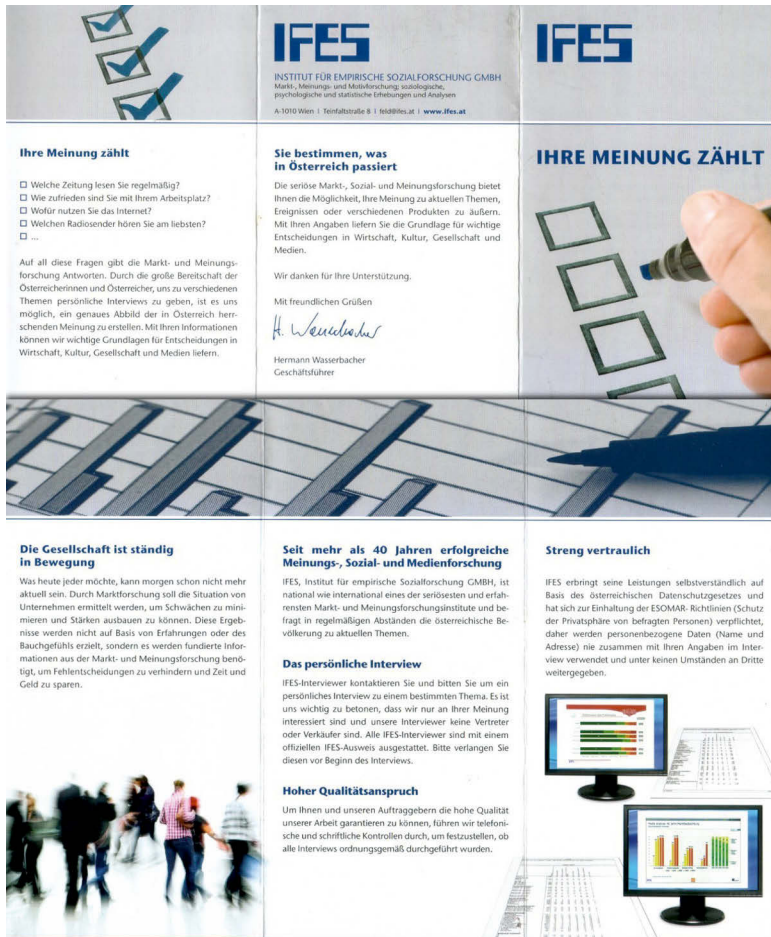 IFES
INSTITUT FÜR EMPIRISCHE SOZIALFORSCHUNG GMBH
Markt-, Meinungs- und Motivforschung; soziologische,
psychologische und statistische Erhebungen und Analysen
A-1010 Wien | Teinfaltstraße 8 | feld@ifes.at | www.ifes.at
IFES
Ihre Meinung zählt
Welche Zeitung lesen Sie regelmäßig?
Wie zufrieden sind Sie mit Ihrem Arbeitsplatz?
Wofür nutzen Sie das Internet?
Welchen Radiosender hören Sie am liebsten?
...
Auf all diese Fragen gibt die Markt- und Meinungs-
forschung Antworten. Durch die große Bereitschaft der
Österreicherinnen und Österreicher, uns zu verschiedenen
Themen persönliche Interviews zu geben, ist es uns
möglich, ein genaues Abbild der in Österreich herr-
schenden Meinung zu erstellen. Mit Ihren Informationen
können wir wichtige Grundlagen für Entscheidungen in
Wirtschaft, Kultur, Gesellschaft und Medien liefern.
Sie bestimmen, was
in Österreich passiert
Die seriöse Markt-, Sozial- und Meinungsforschung bietet
Ihnen die Möglichkeit, Ihre Meinung zu aktuellen Themen,
Ereignissen oder verschiedenen Produkten zu äußern.
Mit Ihren Angaben liefern Sie die Grundlage für wichtige
Entscheidungen in Wirtschaft, Kultur, Gesellschaft und
Medien.
Wir danken für Ihre Unterstützung.
Mit freundlichen Grüßen
H. Wasserbacher
Hermann Wasserbacher
Geschäftsführer
IHRE MEINUNG ZÄHLT
Die Gesellschaft ist ständig
in Bewegung
Was heute jeder möchte, kann morgen schon nicht mehr
aktuell sein. Durch Marktforschung soll die Situation von
Unternehmen ermittelt werden, um Schwächen zu mini-
mieren und Stärken ausbauen zu können. Diese Ergeb-
nisse werden nicht auf Basis von Erfahrungen oder des
Bauchgefühls erzielt, sondern es werden fundierte Infor-
mationen aus der Markt- und Meinungsforschung benö-
tigt, um Fehlentscheidungen zu verhindern und Zeit und
Geld zu sparen.
Seit mehr als 40 Jahren erfolgreiche
Meinungs-, Sozial- und Medienforschung
IFES, Institut für empirische Sozialforschung GMBH, ist
national wie international eines der seriösesten und erfah-
rensten Markt- und Meinungsforschungsinstitute und be-
fragt in regelmäßigen Abständen die österreichische Be-
völkerung zu aktuellen Themen.
Das persönliche Interview
IFES-Interviewer kontaktieren Sie und bitten Sie um ein
persönliches Interview zu einem bestimmten Thema. Es ist
uns wichtig zu betonen, dass wir nur an Ihrer Meinung
interessiert sind und unsere Interviewer keine Vertreter
oder Verkäufer sind. Alle IFES-Interviewer sind mit einem
offiziellen IFES-Ausweis ausgestattet. Bitte verlangen Sie
diesen vor Beginn des Interviews.
Hoher Qualitätsanspruch
Um Ihnen und unseren Auftraggebern die hohe Qualität
unserer Arbeit garantieren zu können, führen wir telefoni-
sche und schriftliche Kontrollen durch, um festzustellen, ob
alle Interviews ordnungsgemäß durchgeführt wurden.
Streng vertraulich
IFES erbringt seine Leistungen selbstverständlich auf
Basis des österreichischen Datenschutzgesetzes und
hat sich zur Einhaltung der ESOMAR- Richtlinien (Schutz
der Privatsphäre von befragten Personen) verpflichtet,
daher werden personenbezogene Daten (Name und
Adresse) nie zusammen mit Ihren Angaben im Inter-
view verwendet und unter keinen Umständen an Dritte
weitergegeben.